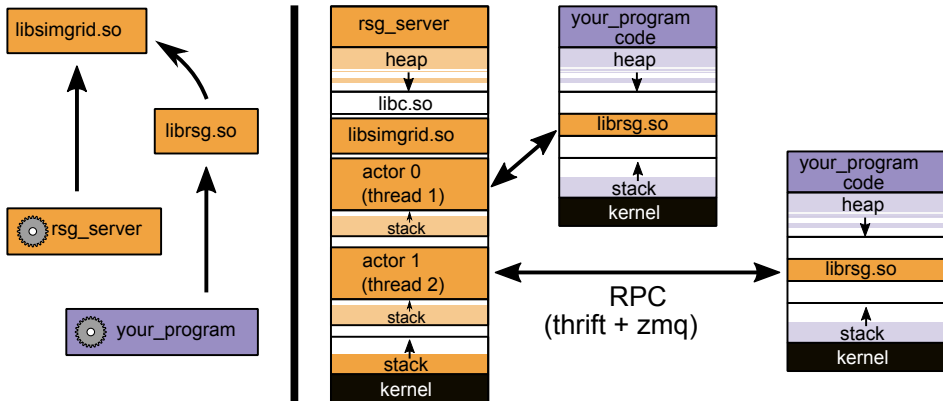 libsimgrid.so
librsg.so
rsg_server
your_program
rsg_server
heap
libc.so
libsimgrid.so
actor 0
(thread 1)
stack
actor 1
(thread 2)
stack
stack
kernel
your_program
code
heap
librsg.so
stack
kernel
RPC
(thrift + zmq)
your_program
code
heap
librsg.so
stack
kernel